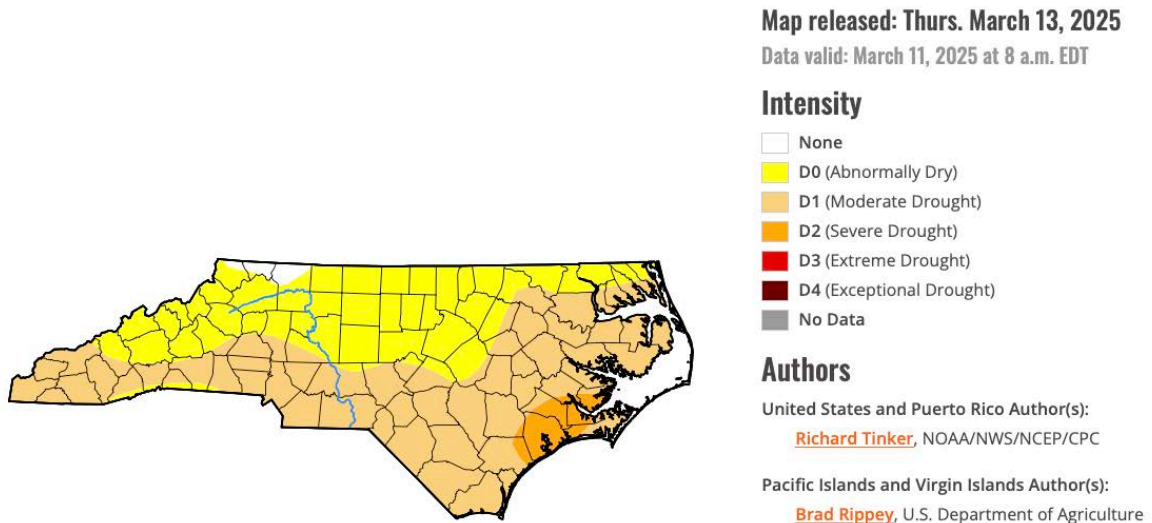 Map released: Thurs. March 13, 2025
Data valid: March 11, 2025 at 8 a.m. EDT
Intensity
None
D0 (Abnormally Dry)
D1 (Moderate Drought)
D2 (Severe Drought)
D3 (Extreme Drought)
D4 (Exceptional Drought)
No Data
Authors
United States and Puerto Rico Author(s):
Richard Tinker, NOAA/NWS/NCEP/CPC
Pacific Islands and Virgin Islands Author(s):
Brad Rippey, U.S. Department of Agriculture